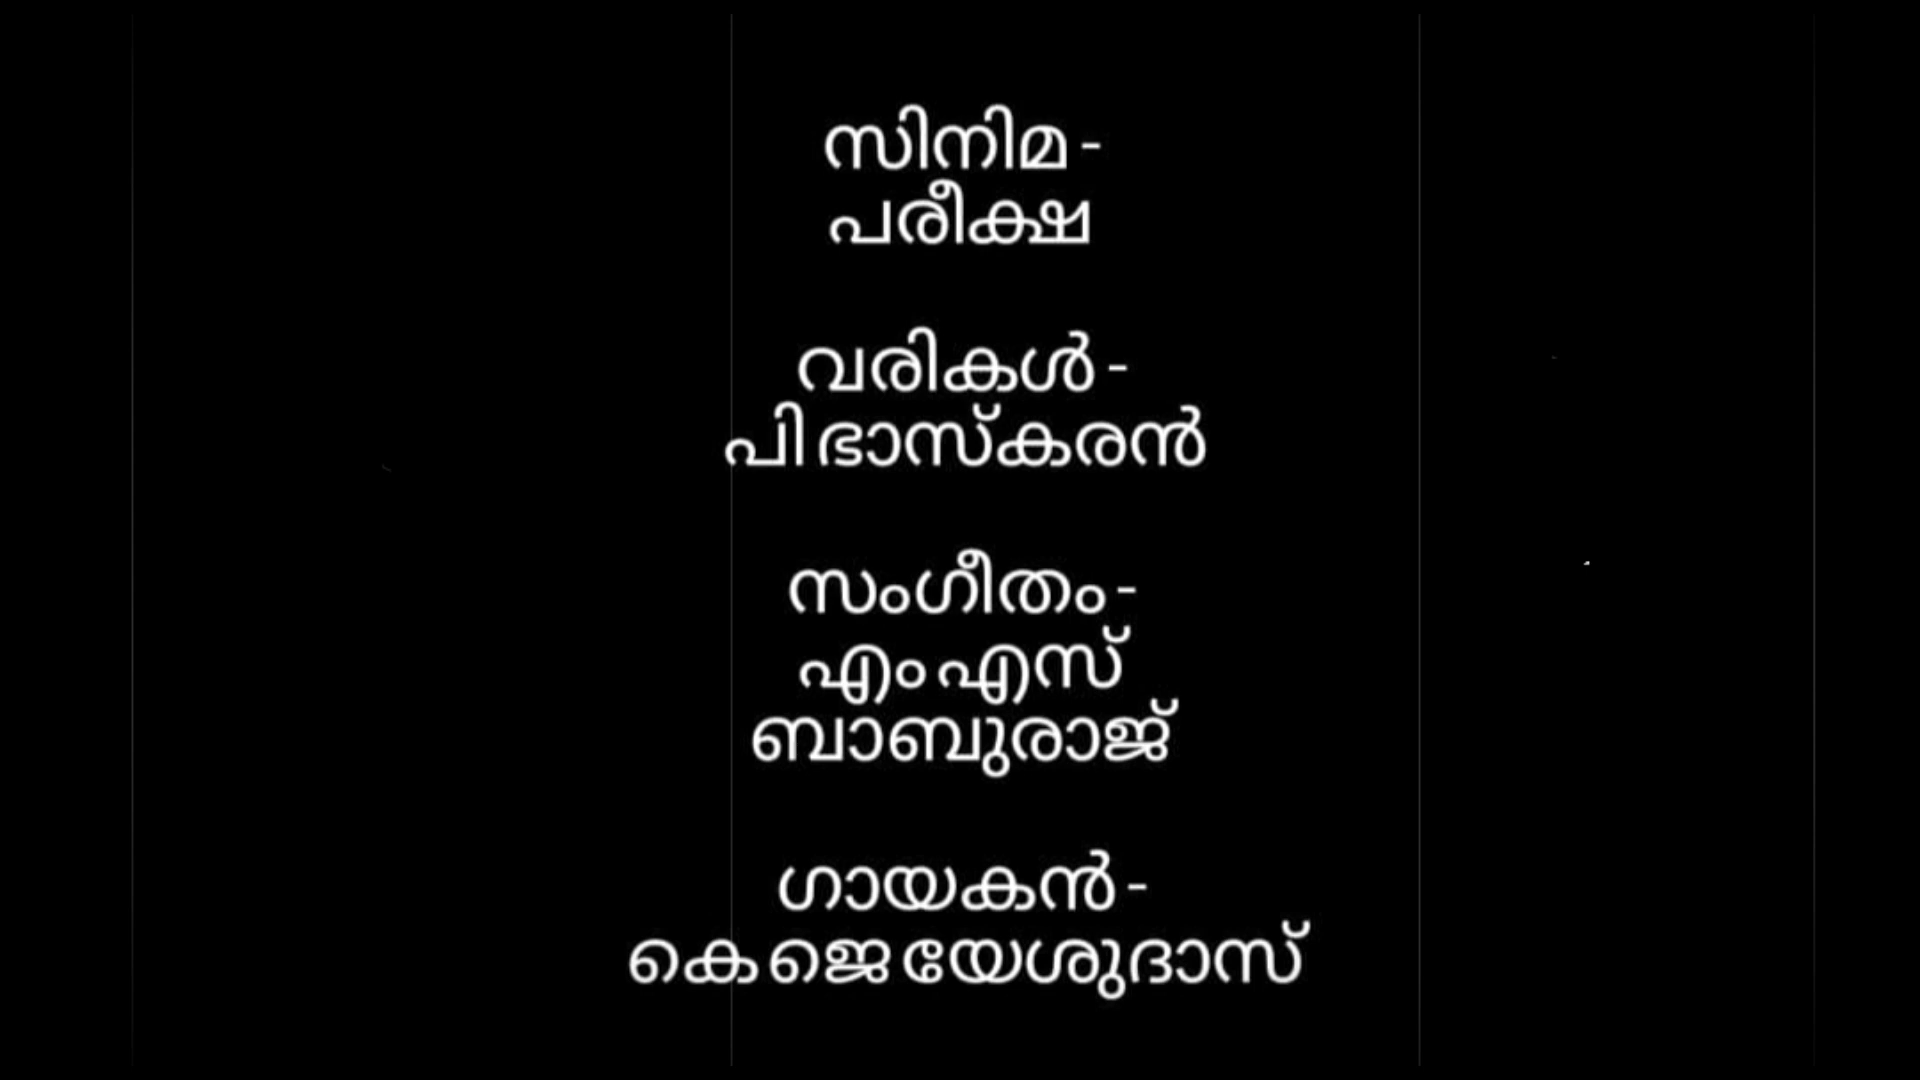 സിനിമ -
പരീക്ഷ
വരികൾ -
പി ഭാസ്കരൻ
സംഗീതം -
എം എസ്
ബാബുരാജ്
ഗായകൻ -
കെ ജെ യേശുദാസ്